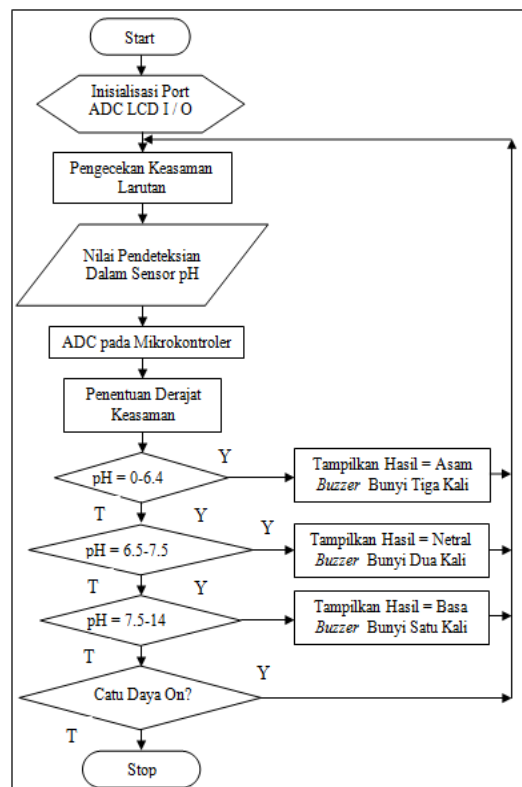 Start
Inisialisasi Port
ADC LCD I / O
Pengecekan Keasaman
Larutan
Nilai Pendeteksian
Dalam Sensor pH
ADC pada Mikrokontroler
Penentuan Derajat
Keasaman
pH = 0-6.4
Y
Tampilkan Hasil = Asam
Buzzer Bunyi Tiga Kali
T
Y
pH = 6.5-7.5
Y
Tampilkan Hasil = Netral
Buzzer Bunyi Dua Kali
T
Y
pH = 7.5-14
Tampilkan Hasil = Basa
Buzzer Bunyi Satu Kali
T
Catu Daya On?
Y
T
Stop